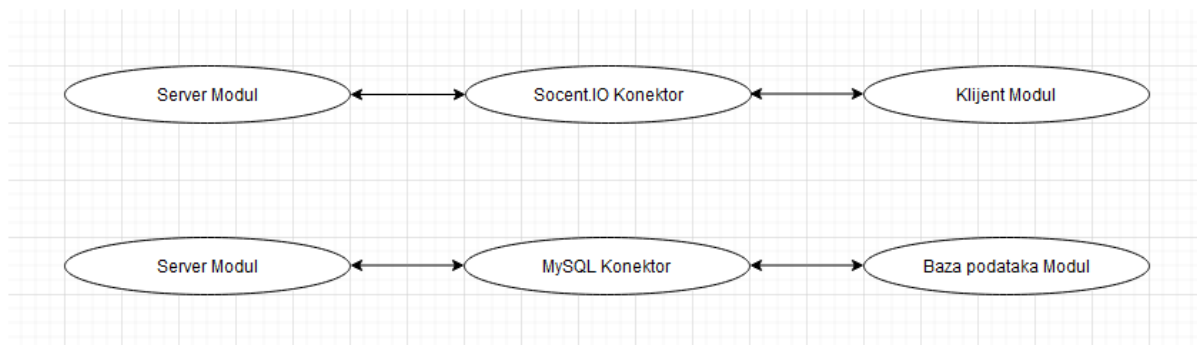 Server Modul
Socent.IO Konektor
Klijent Modul
Server Modul
MySQL Konektor
Baza podataka Modul